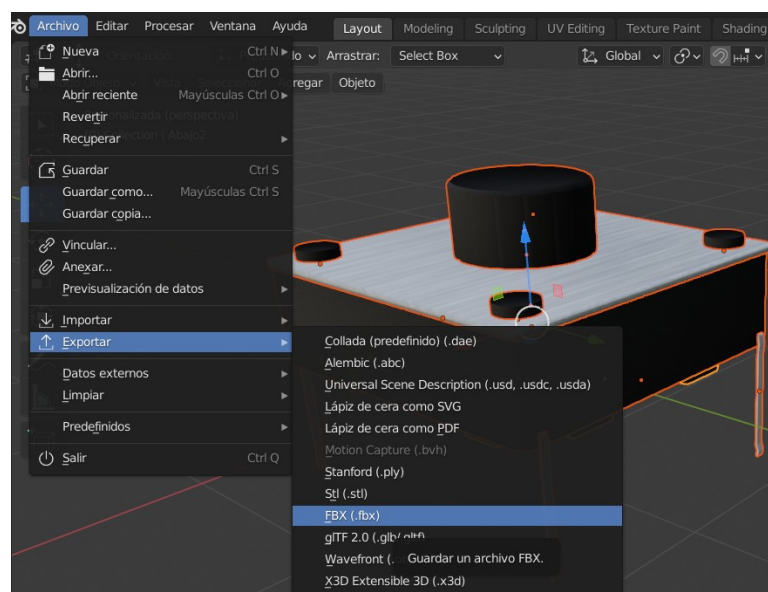 Archivo Editar Procesar Ventana Ayuda Layout Modeling Sculpting UV Editing Texture Paint Shading
Nueva Ctrl N
Arrastrar: Select Box Global
Abrir... Ctrl O
Objeto
Abrir reciente Mayúsculas Ctrl O
Revertir
Recuperar
Guardar Ctrl S
Guardar como... Mayúsculas Ctrl S
Guardar copia...
Vincular...
Anexar...
Previsualización de datos
Importar
Exportar
Datos externos
Limpiar
Predefinidos
Salir Ctrl Q
Collada (predefinido) (.dae)
Alembic (.abc)
Universal Scene Description (.usd, .usdc, .usda)
Lápiz de cera como SVG
Lápiz de cera como PDF
Motion Capture (.bvh)
Stanford (.ply)
Stl (.stl)
FBX (.fbx)
glTF 2.0 (.glb/.gltf)
Wavefront
Guardar un archivo FBX.
X3D Extensible 3D (.x3d)